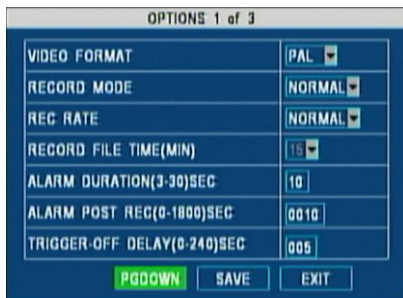 OPTIONS 1 of 3
VIDEO FORMAT PAL
RECORD MODE NORMAL
REC RATE NORMAL
RECORD FILE TIME(MIN) 15
ALARM DURATION(3-30)SEC 10
ALARM POST REC(0-1800)SEC 0010
TRIGGER-OFF DELAY(0-240)SEC 005
PGDOWN SAVE EXIT